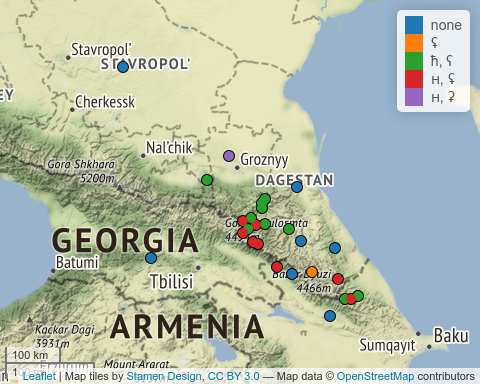 none
ʢ
ħ, ʕ
ʜ, ʢ
ʜ, ʡ
Stavropol'
STAVROPOL'
EY
Cherkessk
Nal'chik
Gora Shkhara
5200 m
Groznyy
DAGESTAN
GEORGIA
Batumi
Tbilisi
4466m
ARMENIA
Kackar Dagi
3931m
Mount Ararat
Baku
Sumqayıt
100 km
Leaflet | Map tiles by Stamen Design, CC BY 3.0 — Map data © OpenStreetMap contributors